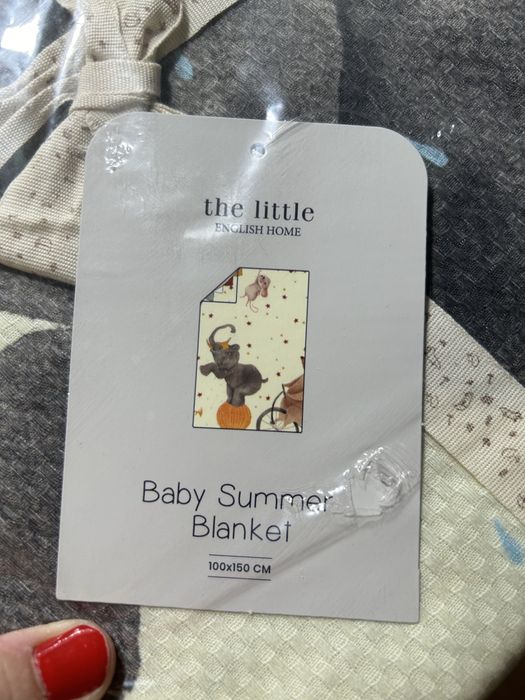 the little
ENGLISH HOME
Baby Summer
Blanket
100x150 CM